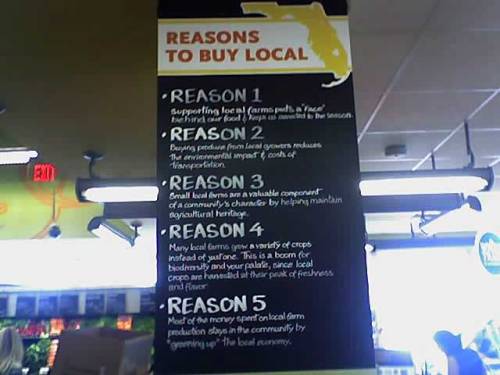 REASONS
TO BUY LOCAL
• REASON 1
Supporting local farms puts a "face"
behind our food & keeps us connected to the season.
• REASON 2
Buying produce from local growers reduces
the environmental impact & costs of
transportation.
• REASON 3
Small local farms are a valuable component
of a community's character by helping maintain
agricultural heritage.
• REASON 4
Many local farms grow a variety of crops
instead of just one. This is a boom for
biodiversity and your palate, since local
crops are harvested at their peak of freshness
and flavor
• REASON 5
Most of the money spent on local farm
production stays in the community by
"greening up" the local economy.
EXIT